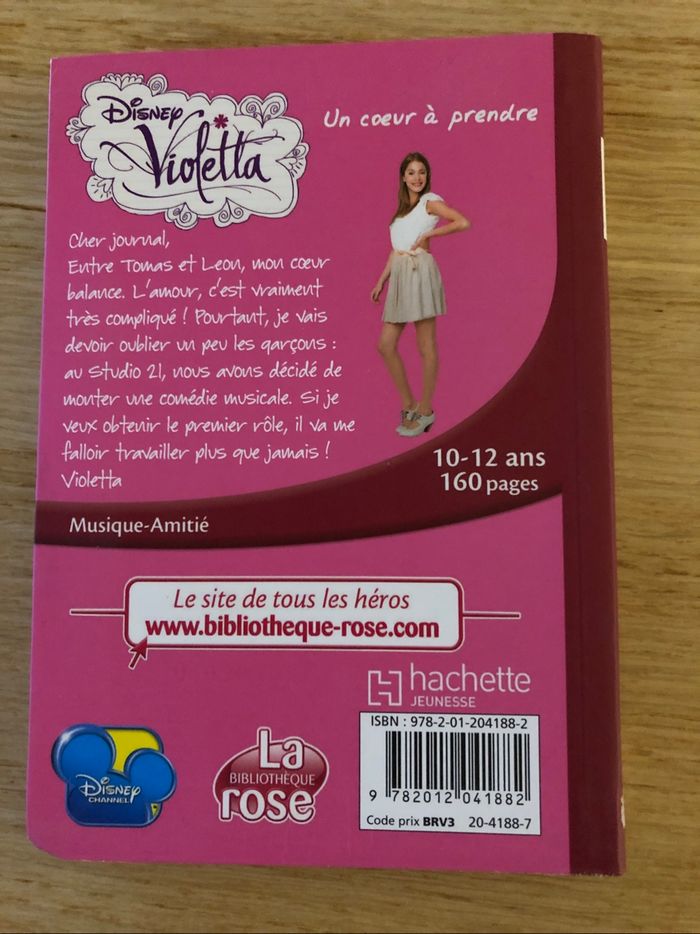 Disney
Violetta
Un coeur à prendre
Cher journal,
Entre Tomas et Leon, mon cœur
balance. L'amour, c'est vraiment
très compliqué ! Pourtant, je vais
devoir oublier un peu les garçons :
au Studio 21, nous avons décidé de
monter une comédie musicale. Si je
veux obtenir le premier rôle, il va me
falloir travailler plus que jamais !
Violetta
10-12 ans
160 pages
Musique-Amitié
Le site de tous les héros
www.bibliotheque-rose.com
hachette
JEUNESSE
ISBN : 978-2-01-204188-2
9 782012 041882
Code prix BRV3 20-4188-7
Disney
CHANNEL
La
BIBLIOTHÈQUE
rose